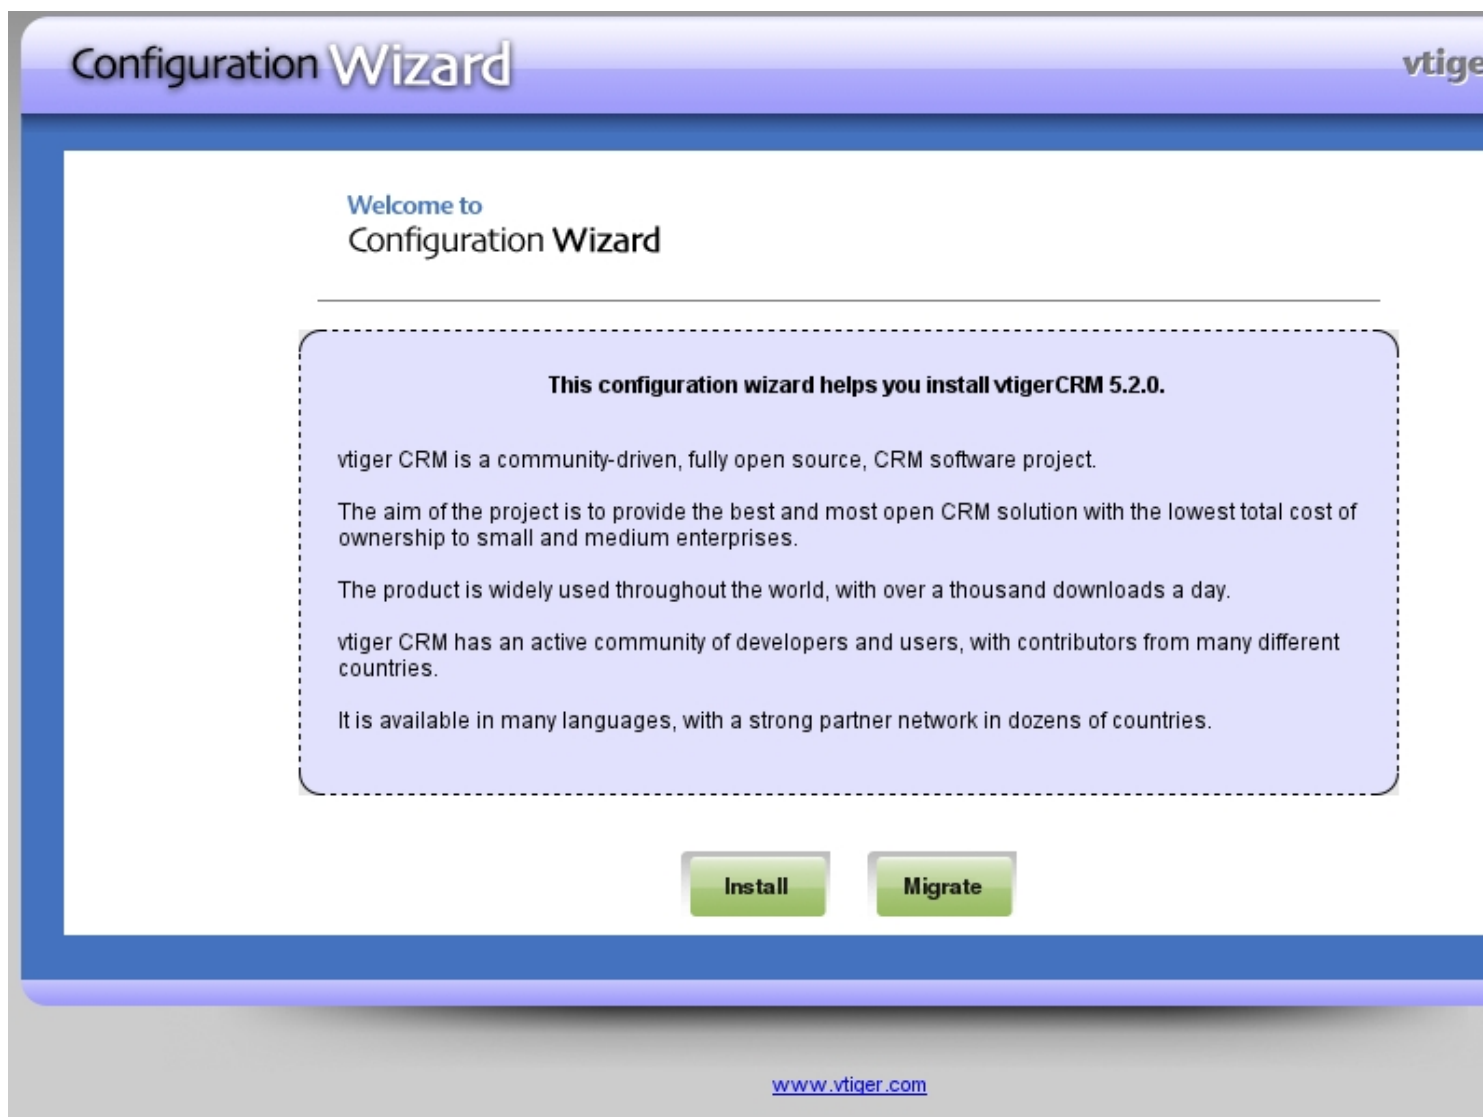 Configuration Wizard
vtige
Welcome to
Configuration Wizard
This configuration wizard helps you install vtigerCRM 5.2.0.
vtiger CRM is a community-driven, fully open source, CRM software project.
The aim of the project is to provide the best and most open CRM solution with the lowest total cost of
ownership to small and medium enterprises.
The product is widely used throughout the world, with over a thousand downloads a day.
vtiger CRM has an active community of developers and users, with contributors from many different
countries.
It is available in many languages, with a strong partner network in dozens of countries.
Install
Migrate
www.vtiger.com